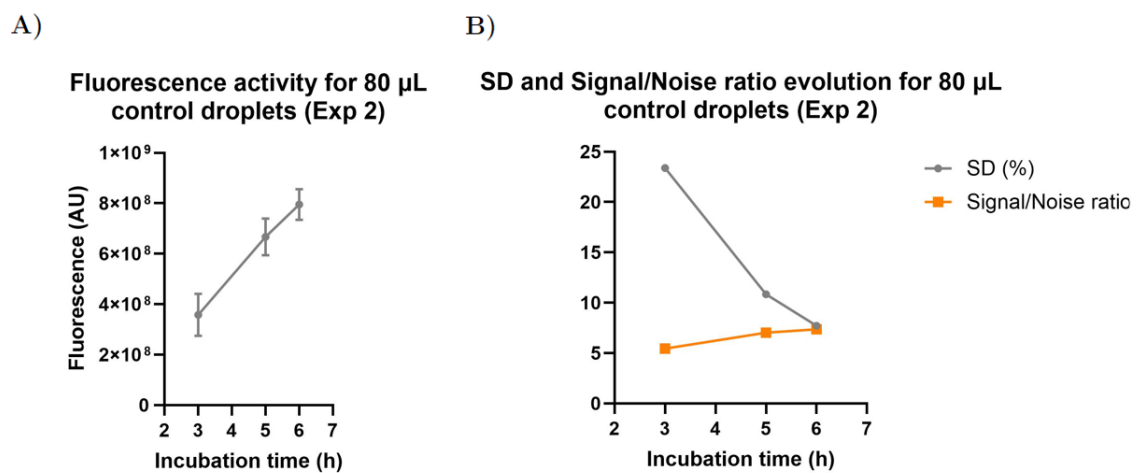 A)
B)
Fluorescence activity for 80 µL
control droplets (Exp 2)
1×10⁹
8×10⁸
6×10⁸
4×10⁸
2×10⁸
0
Fluorescence (AU)
2 3 4 5 6 7
Incubation time (h)
SD and Signal/Noise ratio evolution for 80 µL
control droplets (Exp 2)
25
20
15
10
5
0
2 3 4 5 6 7
Incubation time (h)
SD (%)
Signal/Noise ratio